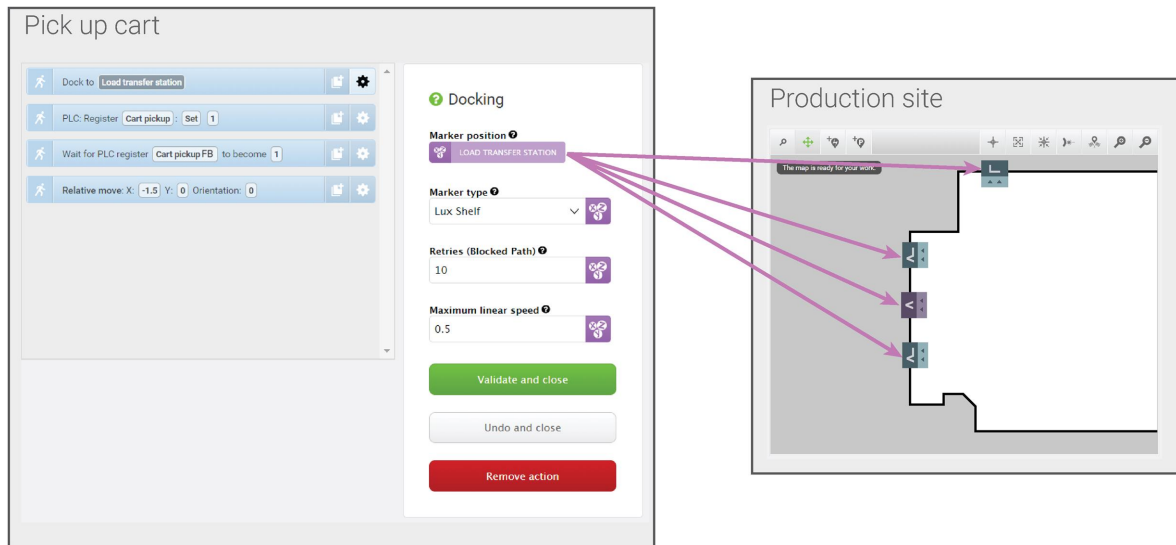 Pick up cart
Dock to Load transfer station
PLC: Register Cart pickup : Set 1
Wait for PLC register Cart pickup FB to become 1
Relative move: X: -1.5 Y: 0 Orientation: 0
Docking
Marker position
LOAD TRANSFER STATION
Marker type
Lux Shelf
Retries (Blocked Path)
10
Maximum linear speed
0.5
Validate and close
Undo and close
Remove action
Production site
The map is ready for your work.